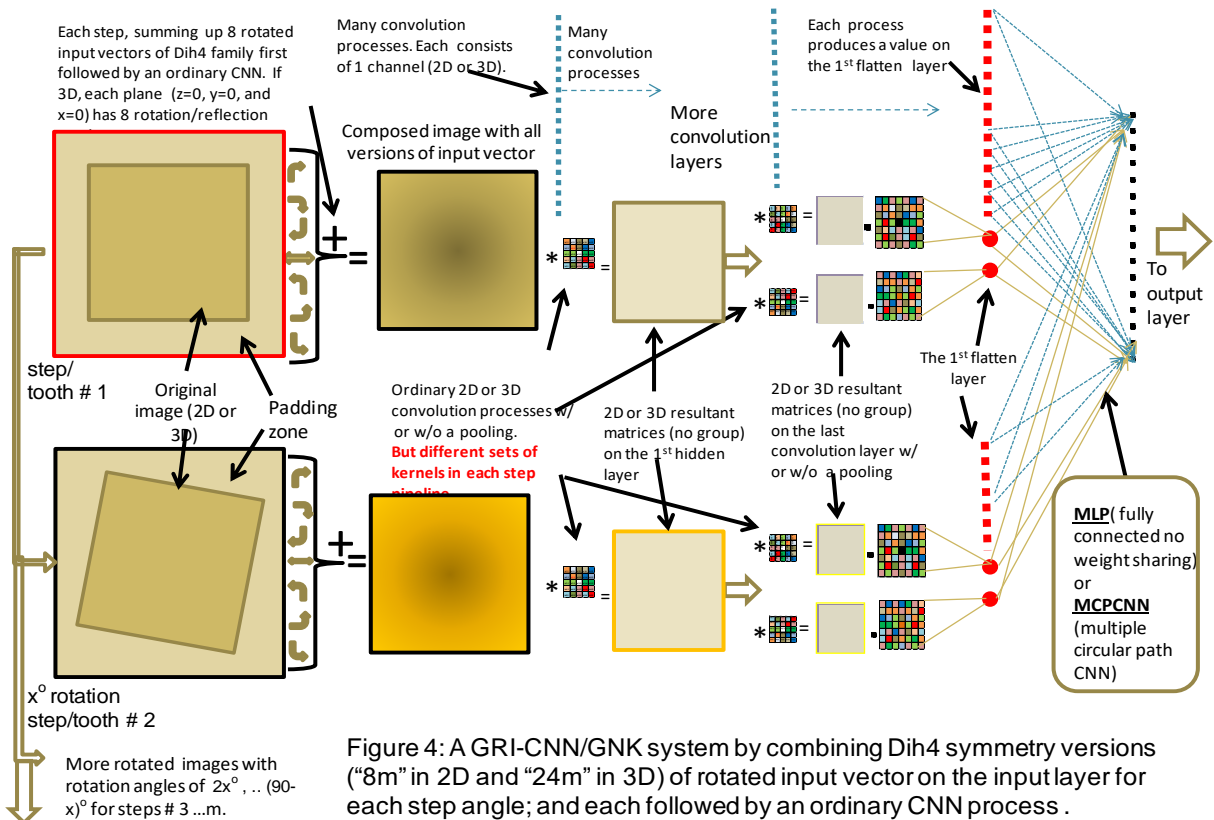 Each step, summing up 8 rotated
input vectors of Dih4 family first
followed by an ordinary CNN. If
3D, each plane (z=0, y=0, and
x=0) has 8 rotation/reflection
Many convolution
processes. Each consists
of 1 channel (2D or 3D).
Many
convolution
processes
Each process
produces a value on
the 1st flatten layer
More
convolution
layers
Composed image with all
versions of input vector
+
=
*
=
*
=
.
*
=
.
To
output
layer
step/
tooth # 1
Original
image (2D or
3D)
Padding
zone
Ordinary 2D or 3D
convolution processes w/
or w/o a pooling.
But different sets of
kernels in each step
pipeline
2D or 3D resultant
matrices (no group)
on the 1st hidden
layer
2D or 3D resultant
matrices (no group)
on the last
convolution layer w/
or w/o a pooling
The 1st flatten
layer
+
=
*
=
*
=
.
*
=
.
MLP( fully
connected no
weight sharing)
or
MCPCNN
(multiple
circular path
CNN)
xo rotation
step/tooth # 2
More rotated images with
rotation angles of 2xo , .. (90-
x)o for steps # 3 ...m.
Figure 4: A GRI-CNN/GNK system by combining Dih4 symmetry versions
(“8m” in 2D and “24m” in 3D) of rotated input vector on the input layer for
each step angle; and each followed by an ordinary CNN process .